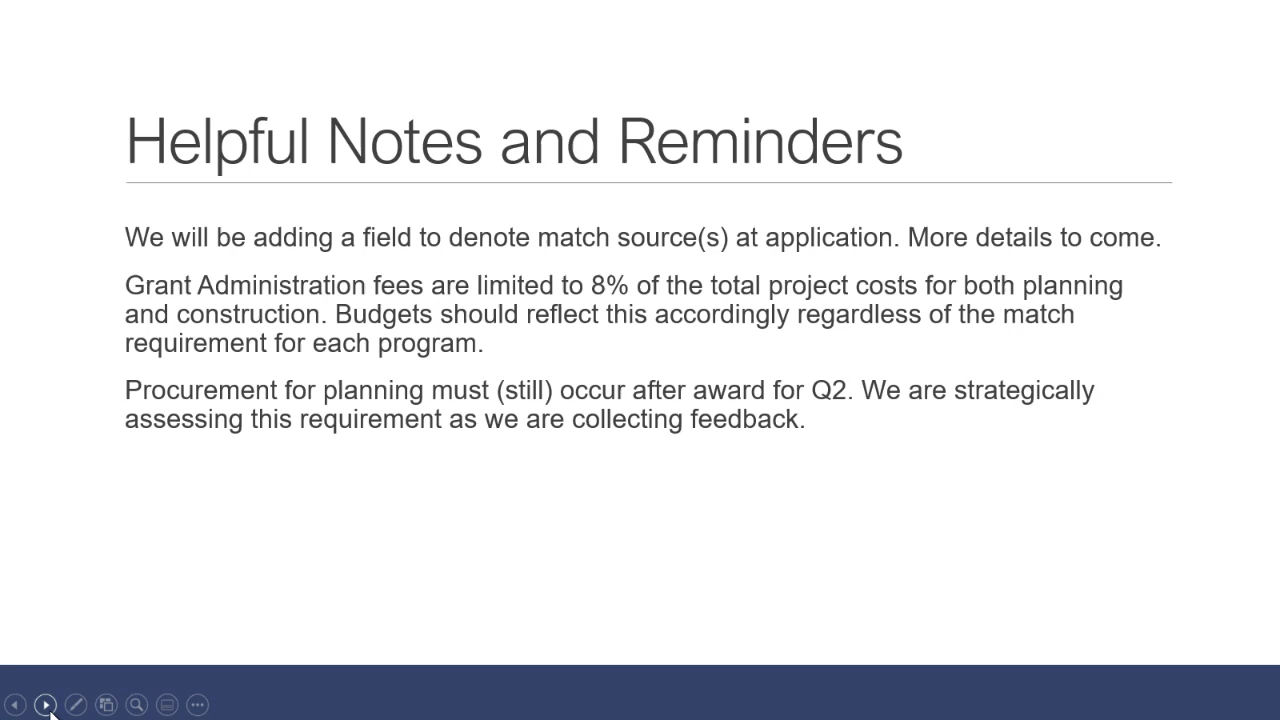 Helpful Notes and Reminders
We will be adding a field to denote match source(s) at application. More details to come.
Grant Administration fees are limited to 8% of the total project costs for both planning
and construction. Budgets should reflect this accordingly regardless of the match
requirement for each program.
Procurement for planning must (still) occur after award for Q2. We are strategically
assessing this requirement as we are collecting feedback.